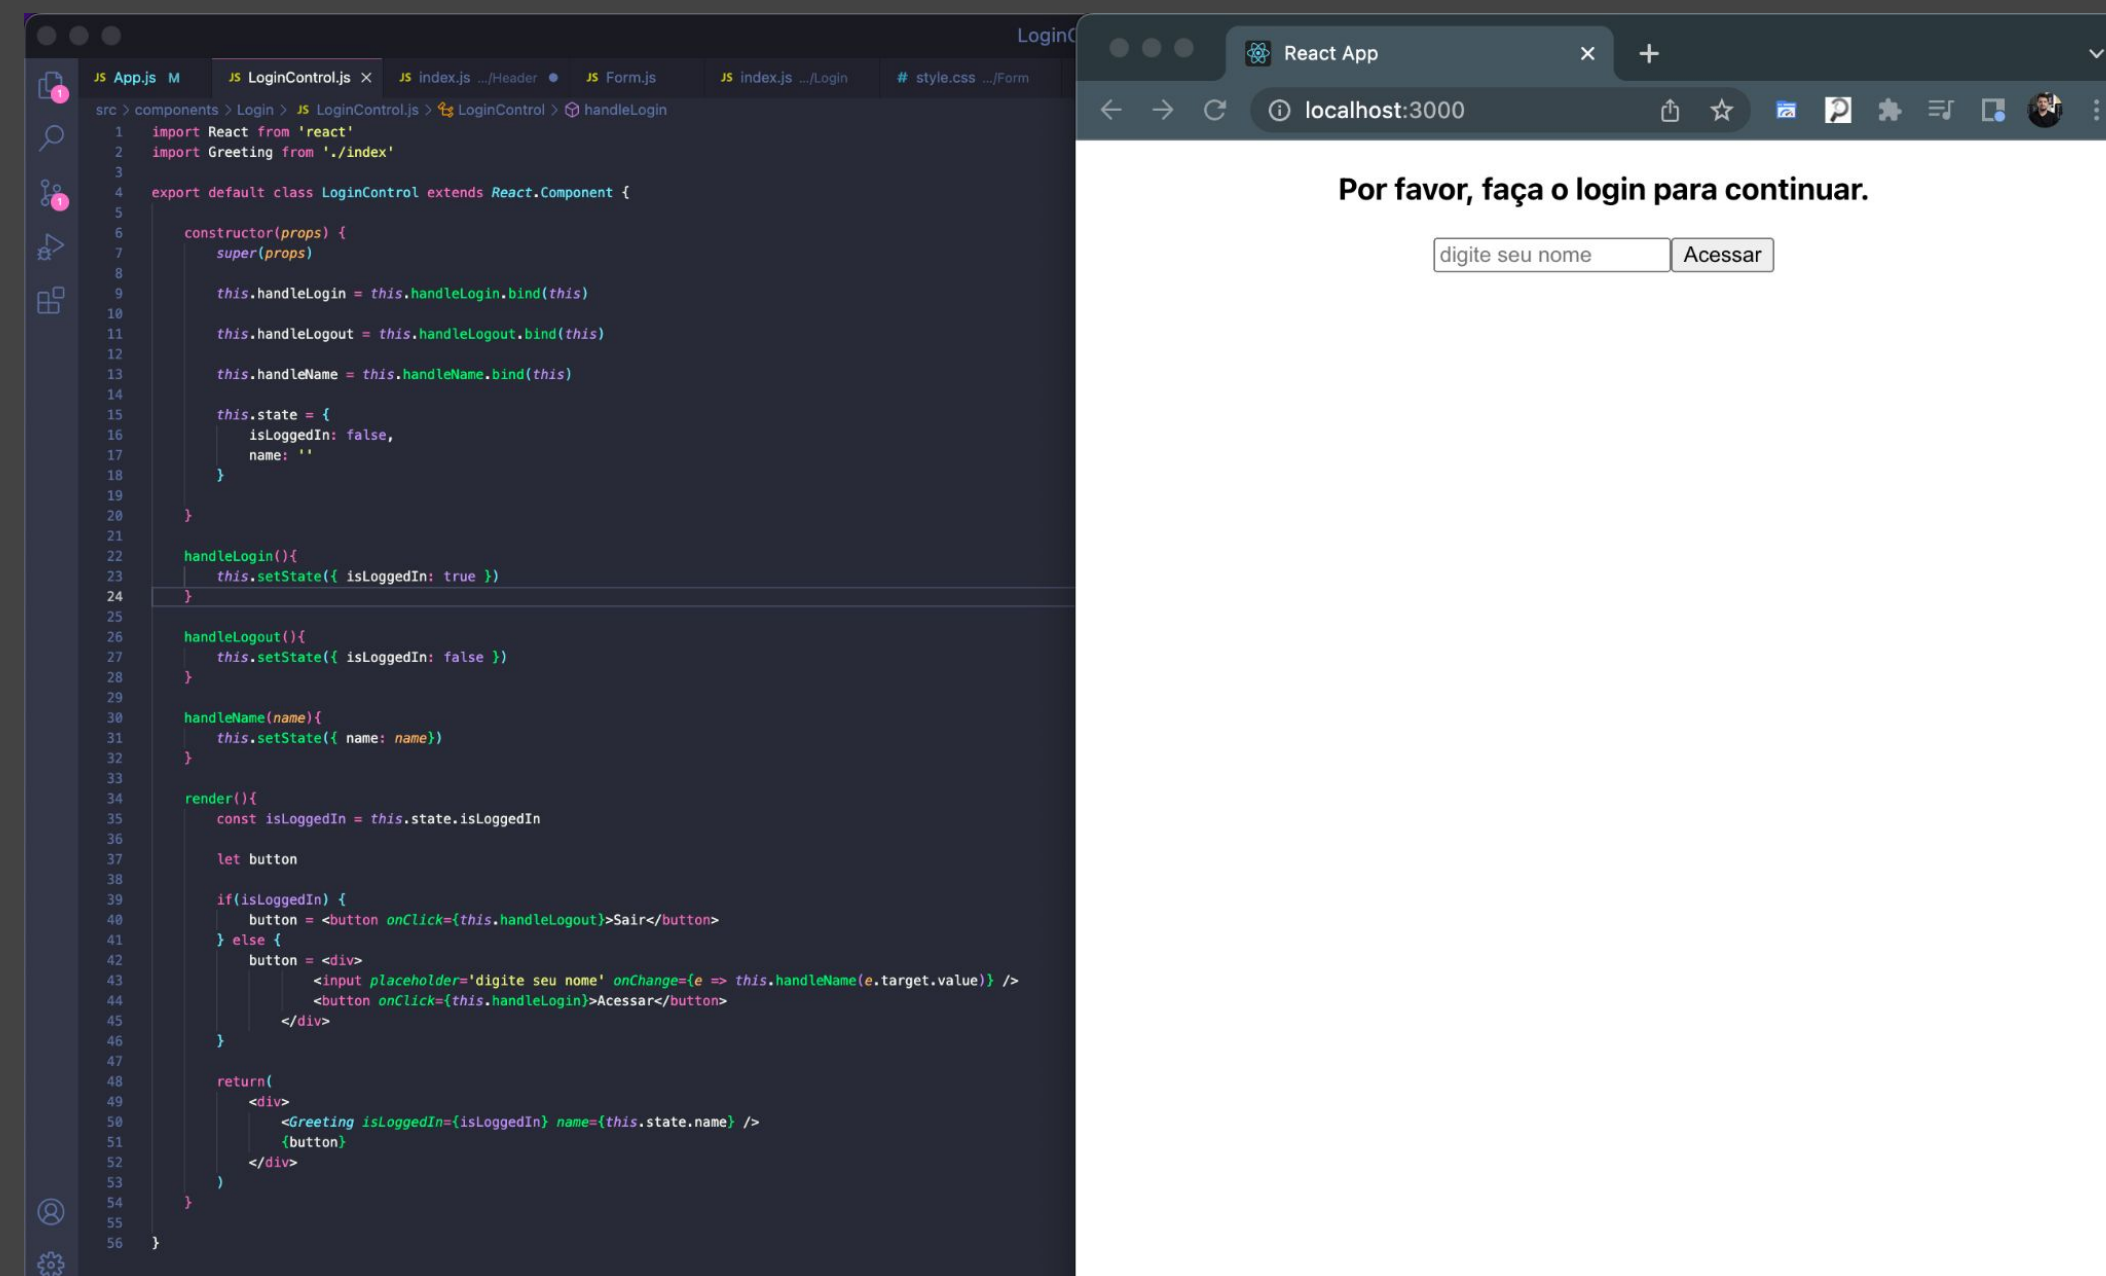 LoginC
JS App.js M JS LoginControl.js × JS index.js .../Header ● JS Form.js JS index.js .../Login # style.css .../Form
src > components > Login > JS LoginControl.js > LoginControl > handleLogin
1 import React from 'react'
2 import Greeting from './index'
3
4 export default class LoginControl extends React.Component {
5
6 constructor(props) {
7 super(props)
8
9 this.handleLogin = this.handleLogin.bind(this)
10
11 this.handleLogout = this.handleLogout.bind(this)
12
13 this.handleName = this.handleName.bind(this)
14
15 this.state = {
16 isLoggedIn: false,
17 name: ''
18 }
19
20 }
21
22 handleLogin(){
23 this.setState({ isLoggedIn: true })
24 }
25
26 handleLogout(){
27 this.setState({ isLoggedIn: false })
28 }
29
30 handleName(name){
31 this.setState({ name: name})
32 }
33
34 render(){
35 const isLoggedIn = this.state.isLoggedIn
36
37 let button
38
39 if(isLoggedIn) {
40 button = <button onClick={this.handleLogout}>Sair</button>
41 } else {
42 button = <div>
43 <input placeholder='digite seu nome' onChange={e => this.handleName(e.target.value)} />
44 <button onClick={this.handleLogin}>Acessar</button>
45 </div>
46 }
47
48 return(
49 <div>
50 <Greeting isLoggedIn={isLoggedIn} name={this.state.name} />
51 {button}
52 </div>
53 )
54 }
55
56 }
1
1
React App × +
localhost:3000
Por favor, faça o login para continuar.
digite seu nome Acessar